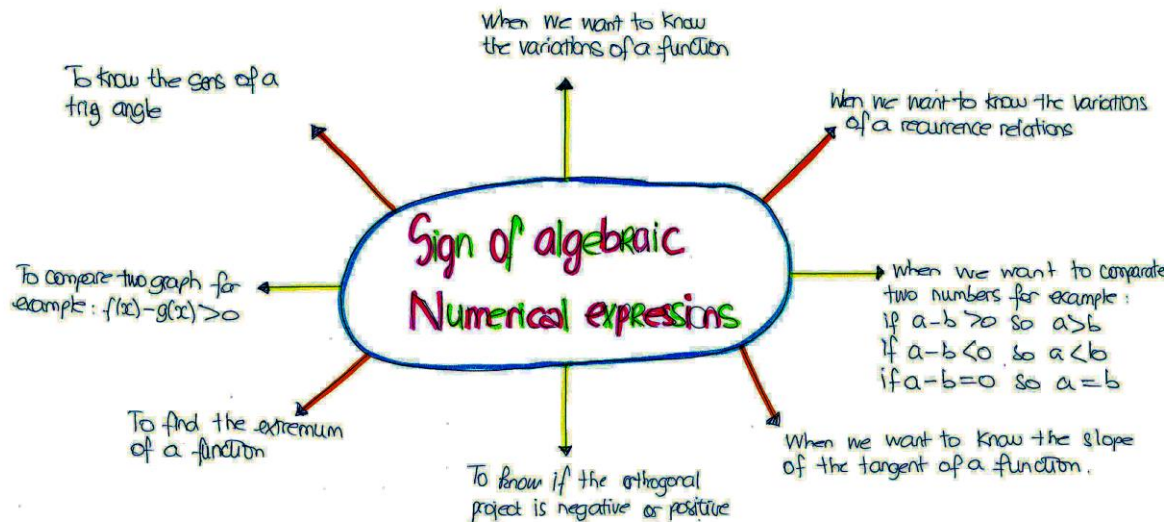 When we want to know
the variations of a function
To know the sens of a
trig angle
Wen we want to know the variations
of a recurrence relations
Sign of algebraic
Numerical expressions
To compare two graph for
example: f(x)-g(x)>0
When we want to comparate
two numbers for example:
if a-b>0 so a>b
if a-b<0 so a<b
if a-b=0 so a=b
To find the extremum
of a function
To know if the orthogonal
project is negative or positive
When we want to know the slope
of the tangent of a function.